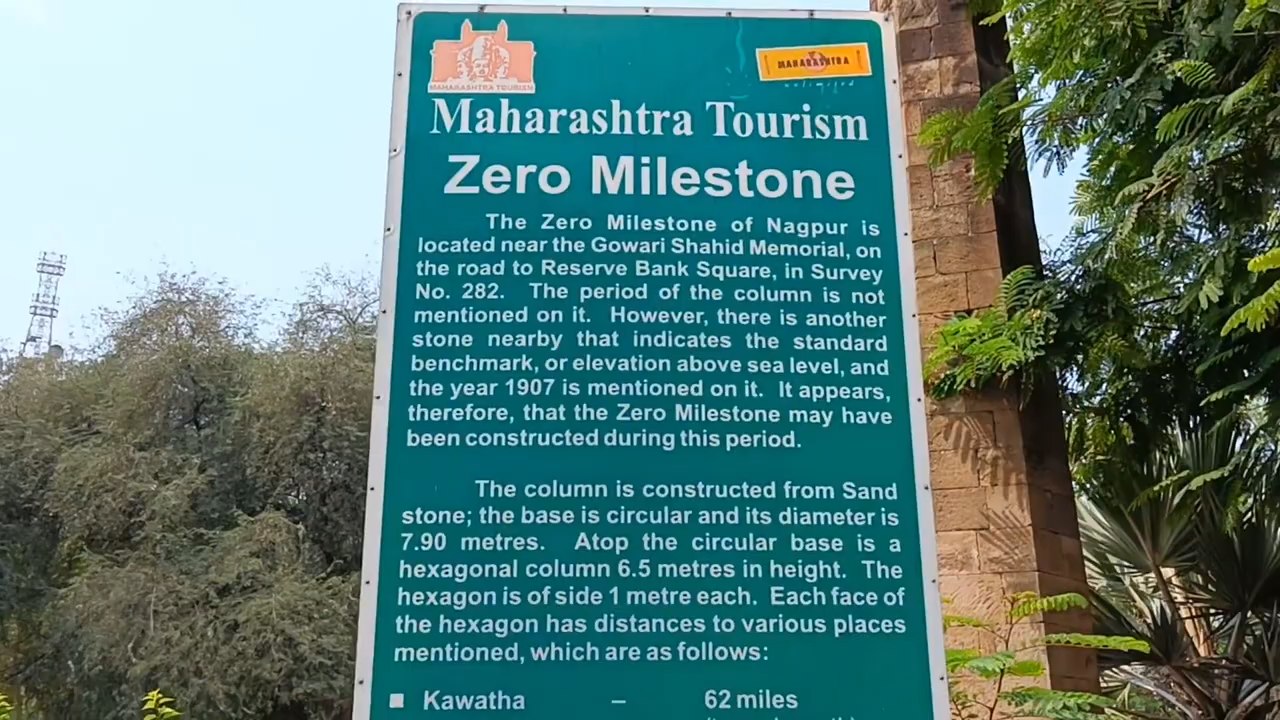 MAHARASHTRA TOURISM
MAHARASHTRA
unlimited
Maharashtra Tourism
Zero Milestone
The Zero Milestone of Nagpur is
located near the Gowari Shahid Memorial, on
the road to Reserve Bank Square, in Survey
No. 282. The period of the column is not
mentioned on it. However, there is another
stone nearby that indicates the standard
benchmark, or elevation above sea level, and
the year 1907 is mentioned on it. It appears,
therefore, that the Zero Milestone may have
been constructed during this period.
The column is constructed from Sand
stone; the base is circular and its diameter is
7.90 metres. Atop the circular base is a
hexagonal column 6.5 metres in height. The
hexagon is of side 1 metre each. Each face of
the hexagon has distances to various places
mentioned, which are as follows:
■ Kawatha – 62 miles